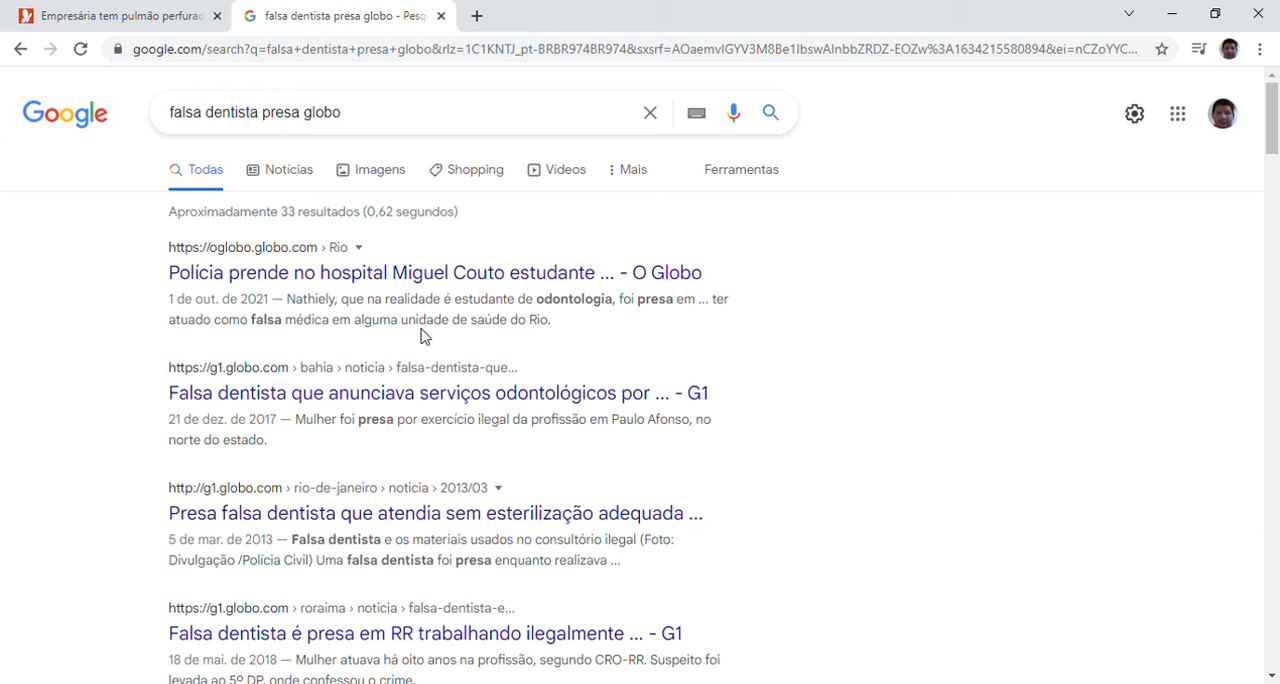 Empresária tem pulmão perfurad
falsa dentista presa globo - Pesq
google.com/search?q=falsa+dentista+presa+globo&rlz=1C1KNTJ_pt-BRBR974BR974&sxsrf=AOaemvIGYV3M8Be1IbswAlnbbZRDZ-EOZw%3A1634215580894&ei=nCZoYYC...
Google
falsa dentista presa globo
Todas Notícias Imagens Shopping Vídeos Mais Ferramentas
Aproximadamente 33 resultados (0,62 segundos)
https://oglobo.globo.com › Rio
Polícia prende no hospital Miguel Couto estudante ... - O Globo
1 de out. de 2021 — Nathiely, que na realidade é estudante de odontologia, foi presa em ... ter
atuado como falsa médica em alguma unidade de saúde do Rio.
https://g1.globo.com › bahia › noticia › falsa-dentista-que...
Falsa dentista que anunciava serviços odontológicos por ... - G1
21 de dez. de 2017 — Mulher foi presa por exercício ilegal da profissão em Paulo Afonso, no
norte do estado.
http://g1.globo.com › rio-de-janeiro › noticia › 2013/03
Presa falsa dentista que atendia sem esterilização adequada ...
5 de mar. de 2013 — Falsa dentista e os materiais usados no consultório ilegal (Foto:
Divulgação /Polícia Civil) Uma falsa dentista foi presa enquanto realizava ...
https://g1.globo.com › roraima › noticia › falsa-dentista-e...
Falsa dentista é presa em RR trabalhando ilegalmente ... - G1
18 de mai. de 2018 — Mulher atuava há oito anos na profissão, segundo CRO-RR. Suspeito foi
levada ao 5º DP, onde confessou o crime.